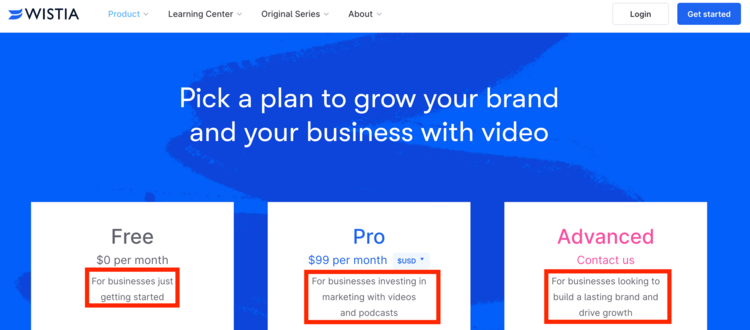 WISTIA
Product
Learning Center
Original Series
About
Login
Get started
Pick a plan to grow your brand
and your business with video
Free
$0 per month
For businesses just
getting started
Pro
$99 per month
$USD
For businesses investing in
marketing with videos
and podcasts
Advanced
Contact us
For businesses looking to
build a lasting brand and
drive growth